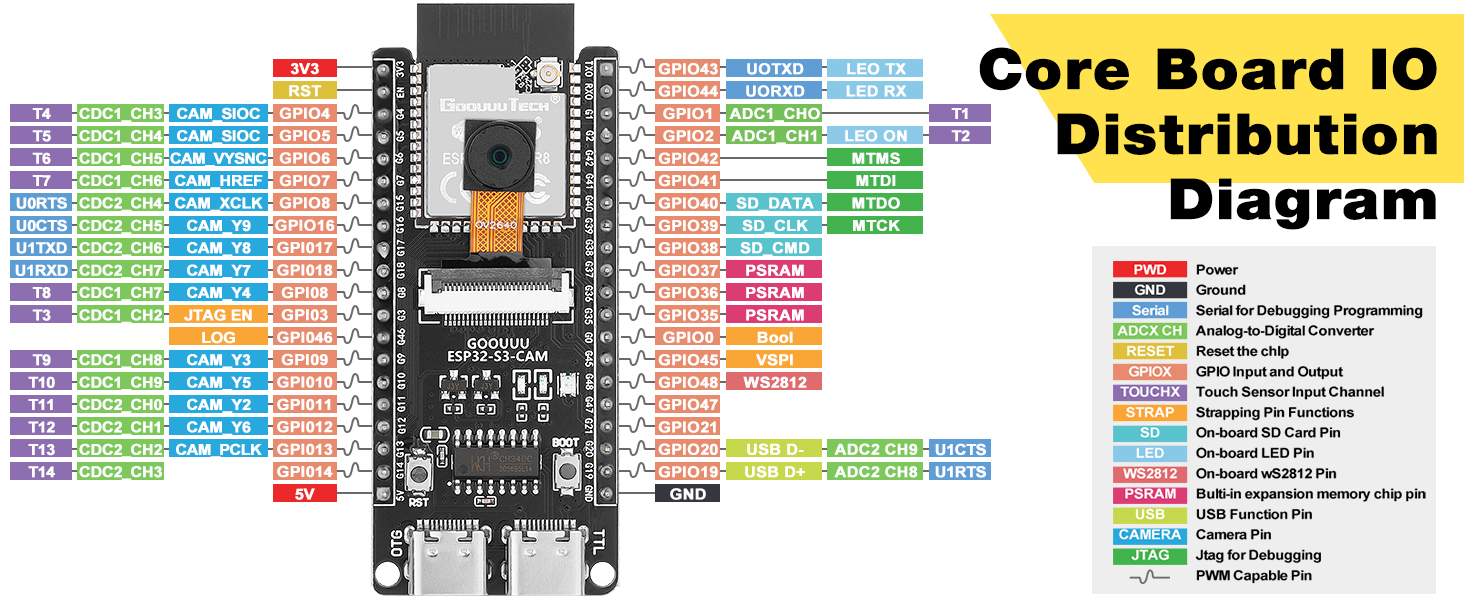 Core Board IO
Distribution
Diagram
3V3
RST
T4 CDC1_CH3 CAM_SIOC GPIO4
T5 CDC1_CH4 CAM_SIOC GPIO5
T6 CDC1_CH5 CAM_VYSNC GPIO6
T7 CDC1_CH6 CAM_HREF GPIO7
U0RTS CDC2_CH4 CAM_XCLK GPIO8
U0CTS CDC2_CH5 CAM_Y9 GPIO16
U1TXD CDC2_CH6 CAM_Y8 GPI017
U1RXD CDC2_CH7 CAM_Y7 GPI018
T8 CDC1_CH7 CAM_Y4 GPI08
T3 CDC1_CH2 JTAG EN GPI03
LOG GPI046
T9 CDC1_CH8 CAM_Y3 GPI09
T10 CDC1_CH9 CAM_Y5 GPI010
T11 CDC2_CH0 CAM_Y2 GPI011
T12 CDC2_CH1 CAM_Y6 GPI012
T13 CDC2_CH2 CAM_PCLK GPI013
T14 CDC2_CH3 GPI014
5V
3V3
EN
G4
G5
G6
G7
G15
G16
G17
G18
G8
G3
G46
G9
G10
G11
G12
G13
G14
5V
GOOUUU TECH
R8
OV2640
GOOUUU
ESP32-S3-CAM
J3Y J3Y
WCH CH340C
BOOT
RST
OTG
TTL
TX0
RX0
G1
G2
G42
G41
G40
G39
G38
G37
G36
G35
G0
G45
G48
G47
G21
G20
G19
GND
GPIO43 UOTXD LEO TX
GPIO44 UORXD LED RX
GPIO1 ADC1_CHO T1
GPIO2 ADC1_CH1 LEO ON T2
GPIO42 MTMS
GPIO41 MTDI
GPIO40 SD_DATA MTDO
GPIO39 SD_CLK MTCK
GPIO38 SD_CMD
GPIO37 PSRAM
GPIO36 PSRAM
GPIO35 PSRAM
GPIO0 Bool
GPIO45 VSPI
GPIO48 WS2812
GPIO47
GPIO21
GPIO20 USB D- ADC2 CH9 U1CTS
GPIO19 USB D+ ADC2 CH8 U1RTS
GND
PWD Power
GND Ground
Serial Serial for Debugging Programming
ADCX CH Analog-to-Digital Converter
RESET Reset the chlp
GPIOX GPIO Input and Output
TOUCHX Touch Sensor Input Channel
STRAP Strapping Pin Functions
SD On-board SD Card Pin
LED On-board LED Pin
WS2812 On-board wS2812 Pin
PSRAM Bulti-in expansion memory chip pin
USB USB Function Pin
CAMERA Camera Pin
JTAG Jtag for Debugging
PWM Capable Pin